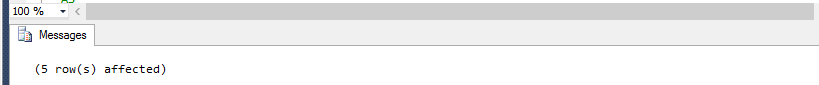 100 %
Messages
(5 row(s) affected)